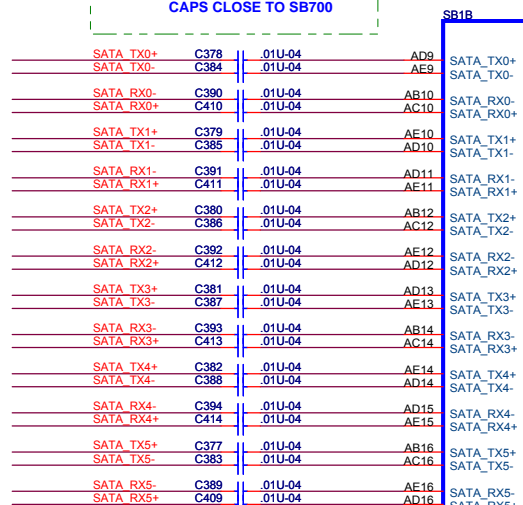 CAPS CLOSE TO SB700
SB1B
SATA_TX0+ C378 .01U-04 AD9 SATA_TX0+
SATA_TX0- C384 .01U-04 AE9 SATA_TX0-
SATA_RX0- C390 .01U-04 AB10 SATA_RX0-
SATA_RX0+ C410 .01U-04 AC10 SATA_RX0+
SATA_TX1+ C379 .01U-04 AE10 SATA_TX1+
SATA_TX1- C385 .01U-04 AD10 SATA_TX1-
SATA_RX1- C391 .01U-04 AD11 SATA_RX1-
SATA_RX1+ C411 .01U-04 AE11 SATA_RX1+
SATA_TX2+ C380 .01U-04 AB12 SATA_TX2+
SATA_TX2- C386 .01U-04 AC12 SATA_TX2-
SATA_RX2- C392 .01U-04 AE12 SATA_RX2-
SATA_RX2+ C412 .01U-04 AD12 SATA_RX2+
SATA_TX3+ C381 .01U-04 AD13 SATA_TX3+
SATA_TX3- C387 .01U-04 AE13 SATA_TX3-
SATA_RX3- C393 .01U-04 AB14 SATA_RX3-
SATA_RX3+ C413 .01U-04 AC14 SATA_RX3+
SATA_TX4+ C382 .01U-04 AE14 SATA_TX4+
SATA_TX4- C388 .01U-04 AD14 SATA_TX4-
SATA_RX4- C394 .01U-04 AD15 SATA_RX4-
SATA_RX4+ C414 .01U-04 AE15 SATA_RX4+
SATA_TX5+ C377 .01U-04 AB16 SATA_TX5+
SATA_TX5- C383 .01U-04 AC16 SATA_TX5-
SATA_RX5- C389 .01U-04 AE16 SATA_RX5-
SATA_RX5+ C409 .01U-04 AD16 SATA_RX5+